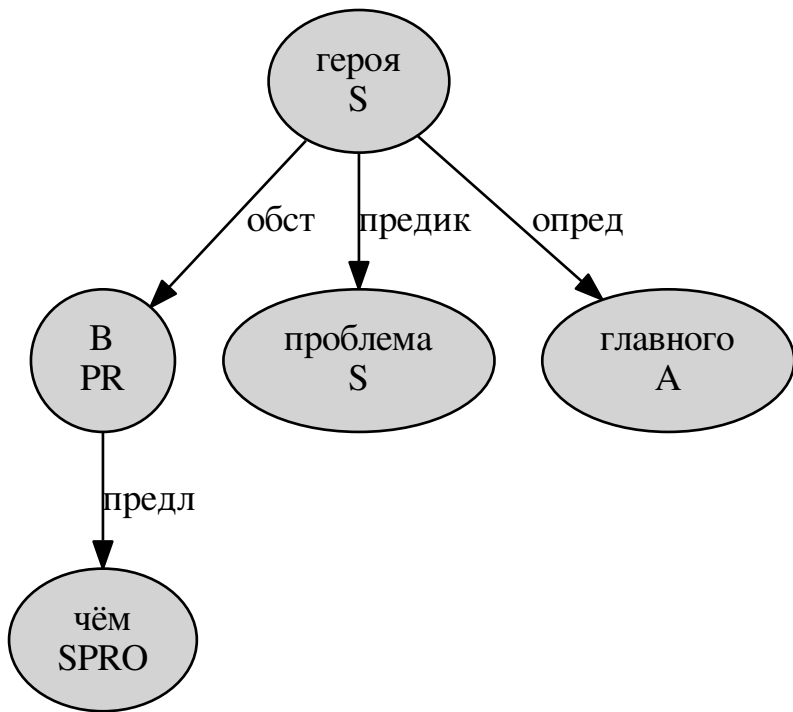 героя
S
обст
предик
опред
В
PR
проблема
S
главного
A
предл
чём
SPRO